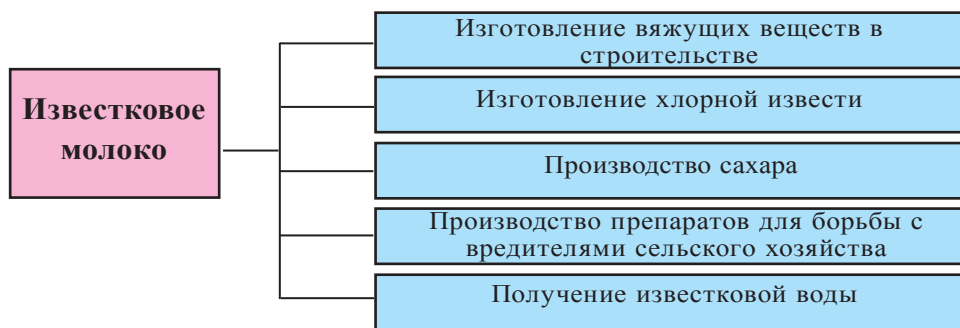 Известковое
молоко
Изготовление вяжущих веществ в
строительстве
Изготовление хлорной извести
Производство сахара
Производство препаратов для борьбы с
вредителями сельского хозяйства
Получение известковой воды